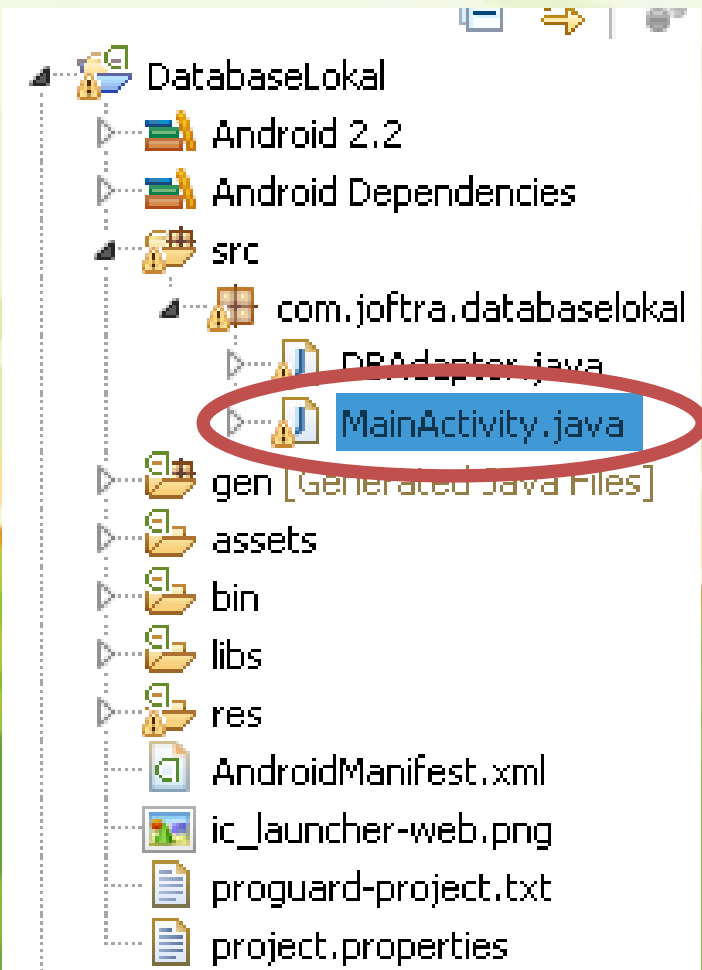 DatabaseLokal
Android 2.2
Android Dependencies
src
com.joftra.databaselokal
DBAdapter.java
MainActivity.java
gen [Generated Java Files]
assets
bin
libs
res
AndroidManifest.xml
ic_launcher-web.png
proguard-project.txt
project.properties